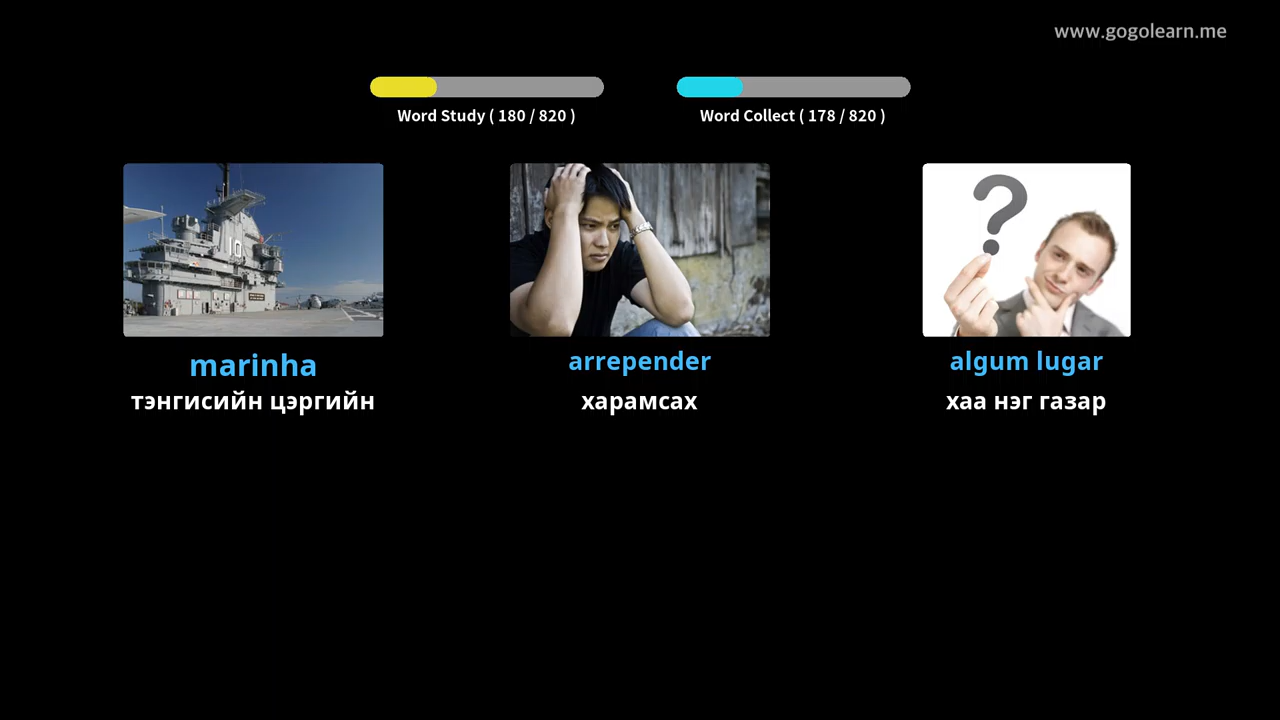 www.gogolearn.me
Word Study ( 180 / 820 )
Word Collect ( 178 / 820 )
marinha
тэнгисийн цэргийн
arrepender
харамсах
algum lugar
хаа нэг газар